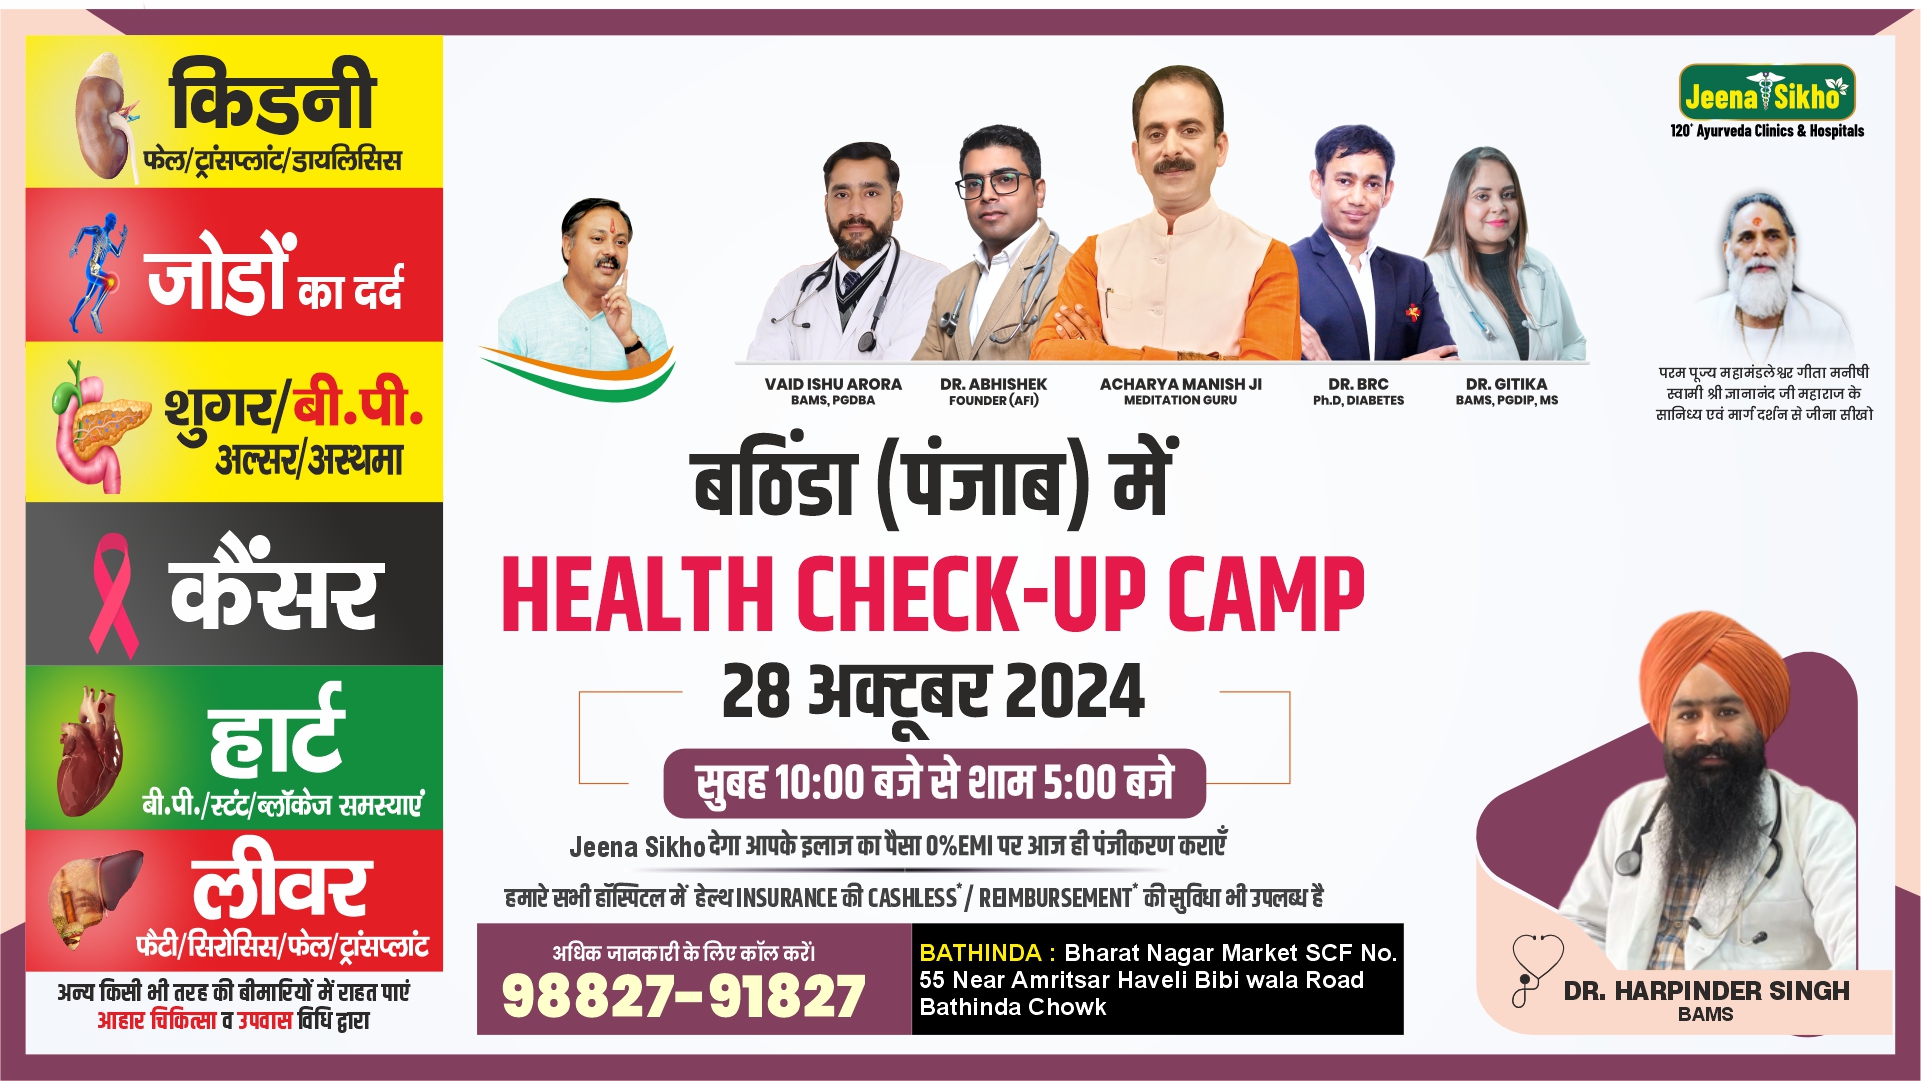 किडनी
फेल/ट्रांसप्लांट/डायलिसिस
जोडों का दर्द
शुगर/बी.पी.
अल्सर/अस्थमा
कैंसर
हार्ट
बी.पी./स्टंट/ब्लॉकेज समस्याएं
लीवर
फैटी/सिरोसिस/फेल/ट्रांसप्लांट
अन्य किसी भी तरह की बीमारियों में राहत पाएं
आहार चिकित्सा व उपवास विधि द्वारा
Jeena Sikho
120+ Ayurveda Clinics & Hospitals
VAID ISHU ARORA
BAMS, PGDBA
DR. ABHISHEK
FOUNDER (AFI)
ACHARYA MANISH JI
MEDITATION GURU
DR. BRC
Ph.D, DIABETES
DR. GITIKA
BAMS, PGDIP, MS
परम पूज्य महामंडलेश्वर गीता मनीषी
स्वामी श्री ज्ञानानंद जी महाराज के
सानिध्य एवं मार्ग दर्शन से जीना सीखो
बठिंडा (पंजाब) में
HEALTH CHECK-UP CAMP
28 अक्टूबर 2024
सुबह 10:00 बजे से शाम 5:00 बजे
Jeena Sikho देगा आपके इलाज का पैसा 0%EMI पर आज ही पंजीकरण कराएँ
हमारे सभी हॉस्पिटल में हेल्थ INSURANCE की CASHLESS*/ REIMBURSEMENT* की सुविधा भी उपलब्ध है
अधिक जानकारी के लिए कॉल करें।
98827-91827
BATHINDA : Bharat Nagar Market SCF No.
55 Near Amritsar Haveli Bibi wala Road
Bathinda Chowk
DR. HARPINDER SINGH
BAMS